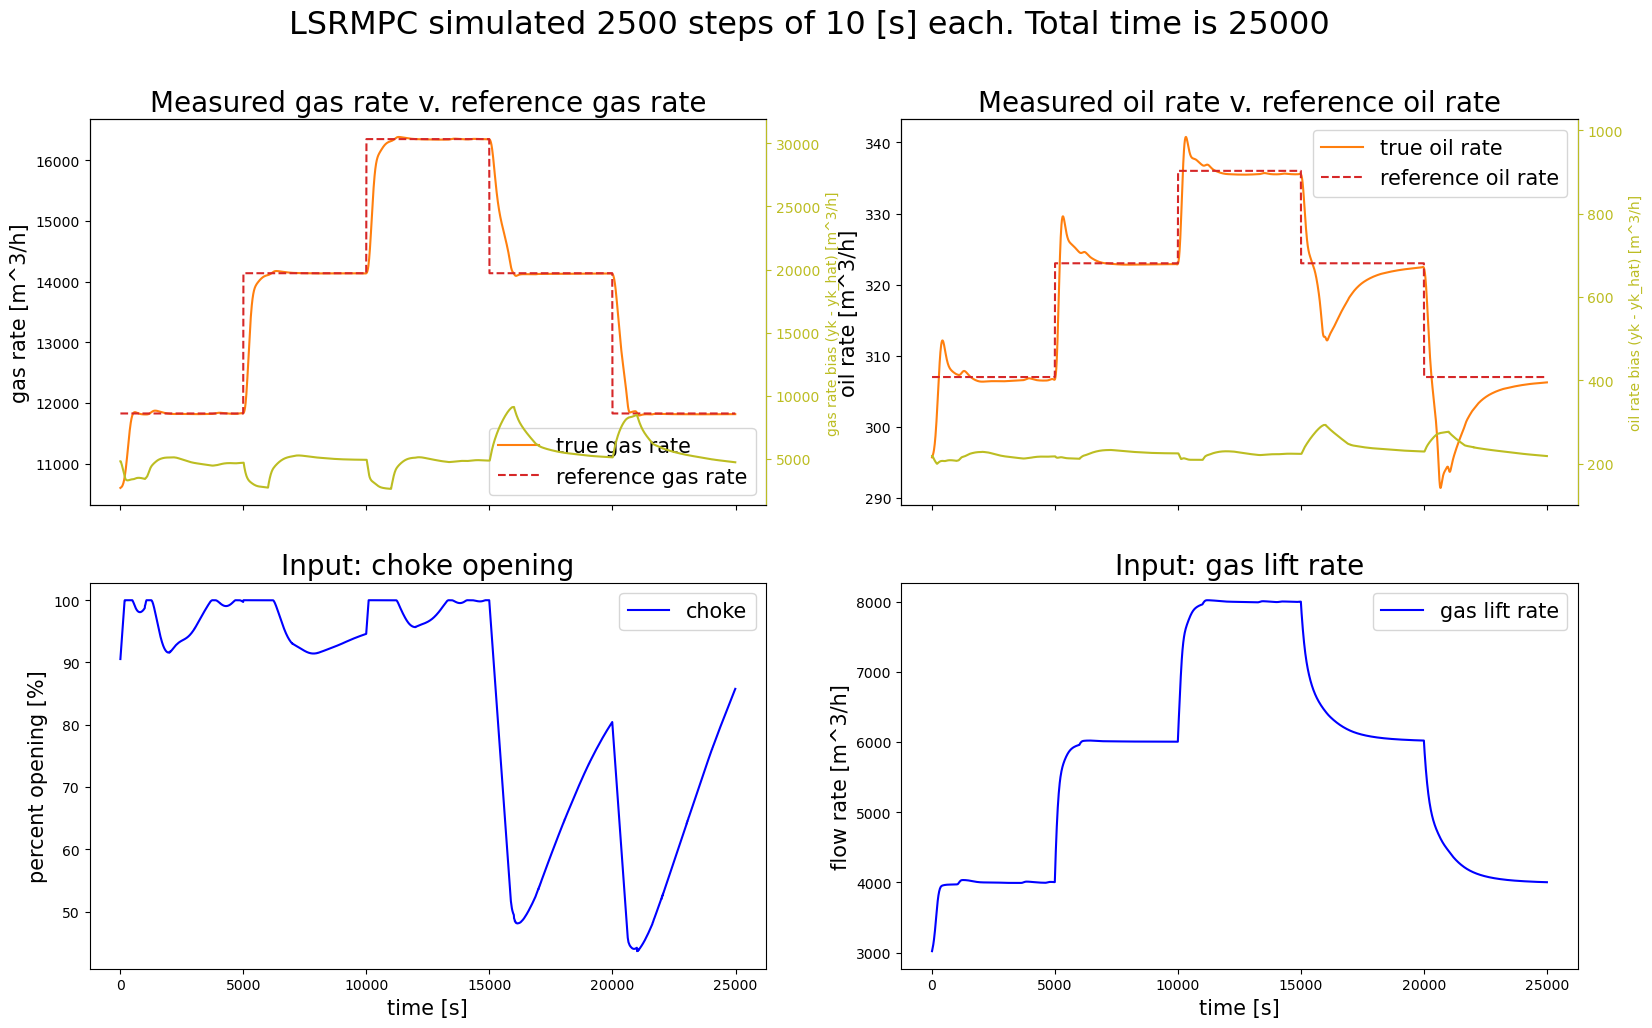 LSRMPC simulated 2500 steps of 10 [s] each. Total time is 25000
Measured gas rate v. reference gas rate
gas rate [m^3/h]
16000
15000
14000
13000
12000
11000
true gas rate
reference gas rate
30000
25000
20000
15000
10000
5000
gas rate bias (yk - yk_hat) [m^3/h]
Measured oil rate v. reference oil rate
oil rate [m^3/h]
340
330
320
310
300
290
true oil rate
reference oil rate
1000
800
600
400
200
oil rate bias (yk - yk_hat) [m^3/h]
Input: choke opening
percent opening [%]
100
90
80
70
60
50
choke
0 5000 10000 15000 20000 25000
time [s]
Input: gas lift rate
flow rate [m^3/h]
8000
7000
6000
5000
4000
3000
gas lift rate
0 5000 10000 15000 20000 25000
time [s]